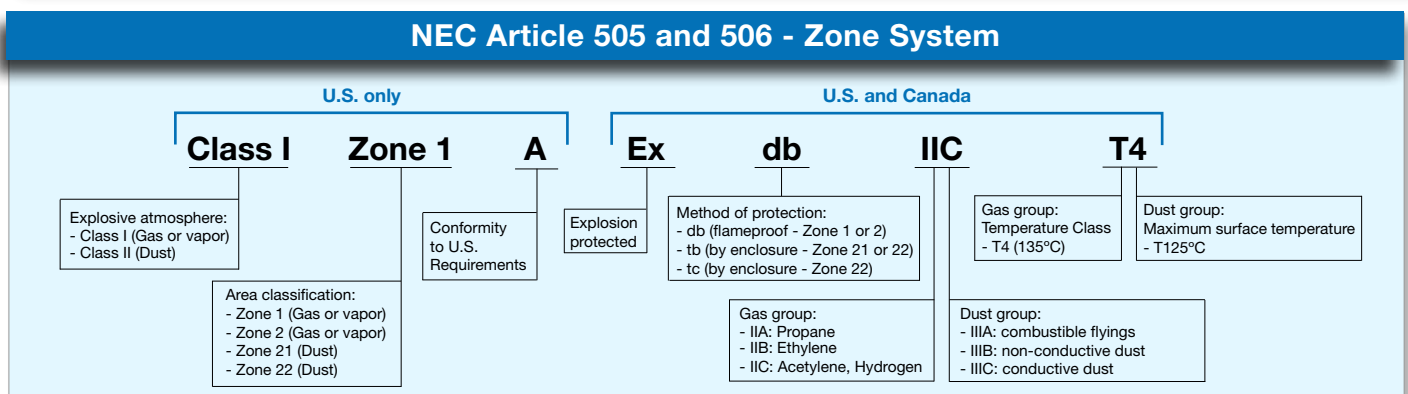 NEC Article 505 and 506 - Zone System
U.S. only
U.S. and Canada
Class I
Zone 1
A
Ex
db
IIC
T4
Explosive atmosphere:
- Class I (Gas or vapor)
- Class II (Dust)
Area classification:
- Zone 1 (Gas or vapor)
- Zone 2 (Gas or vapor)
- Zone 21 (Dust)
- Zone 22 (Dust)
Conformity
to U.S.
Requirements
Explosion
protected
Method of protection:
- db (flameproof - Zone 1 or 2)
- tb (by enclosure - Zone 21 or 22)
- tc (by enclosure - Zone 22)
Gas group:
- IIA: Propane
- IIB: Ethylene
- IIC: Acetylene, Hydrogen
Dust group:
- IIIA: combustible flyings
- IIIB: non-conductive dust
- IIIC: conductive dust
Gas group:
Temperature Class
- T4 (135ºC)
Dust group:
Maximum surface temperature
- T125ºC